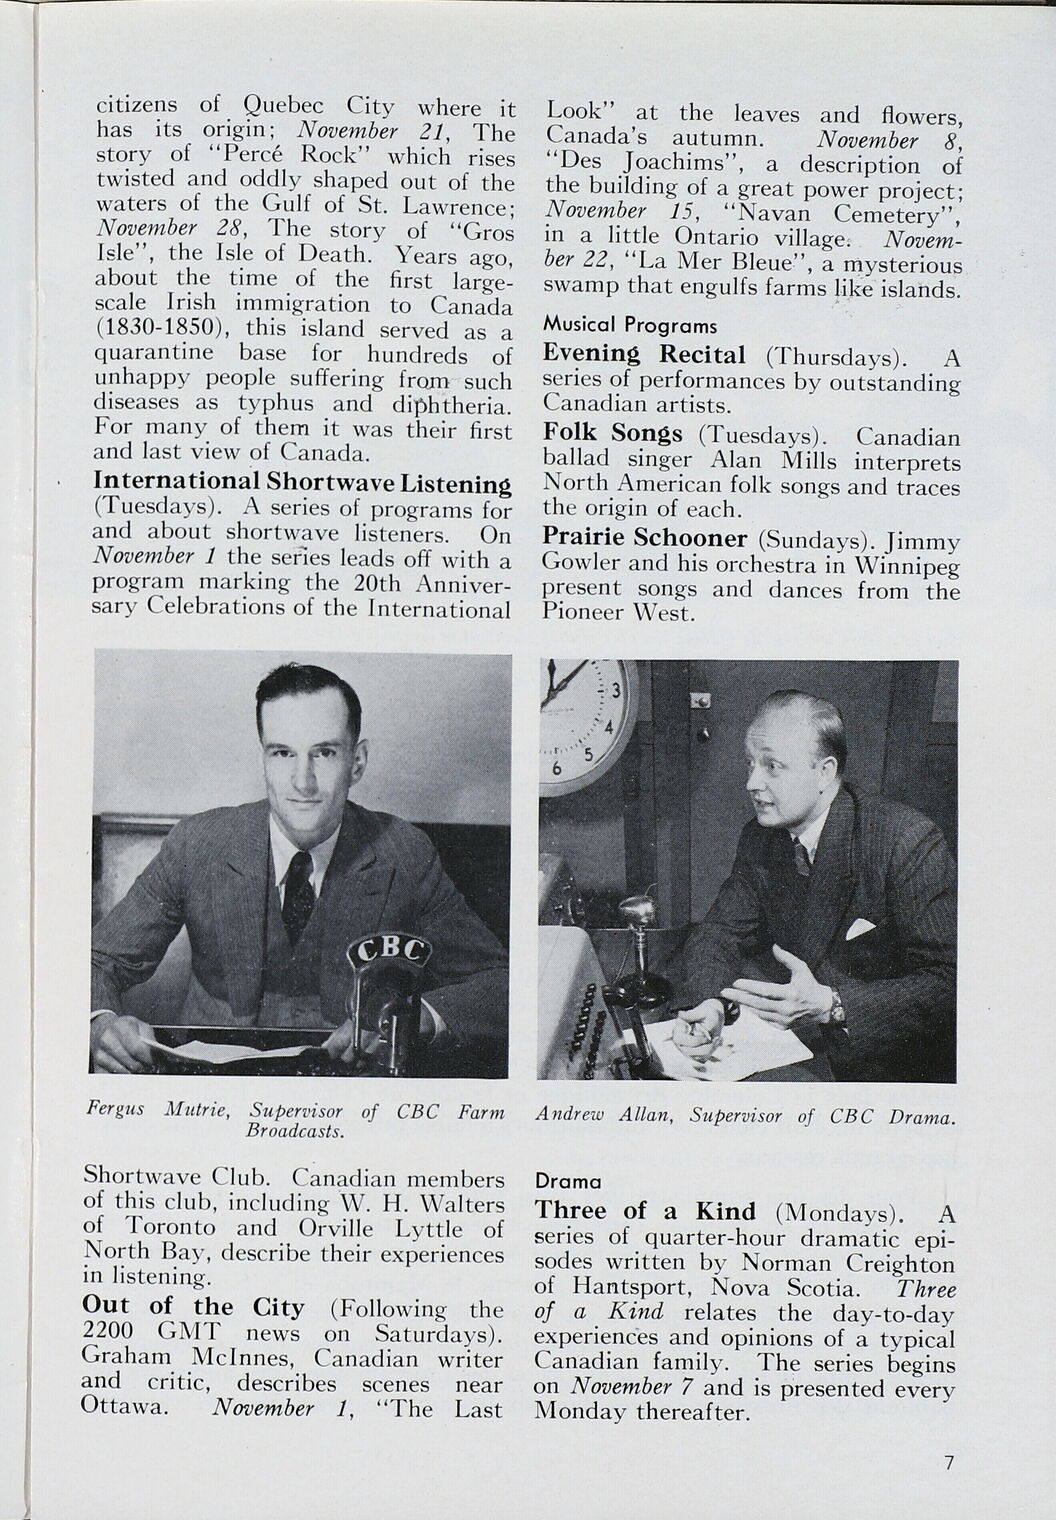 citizens of Quebec City where it
has its origin; November 21, The
story of “Percé Rock” which rises
twisted and oddly shaped out of the
waters of the Gulf of St. Lawrence;
November 28, The story of “Gros
Isle”, the Isle of Death. Years ago,
about the time of the first large-
scale Irish immigration to Canada
(1830-1850), this island served as a
quarantine base for hundreds of
unhappy people suffering from such
diseases as typhus and diphtheria.
For many of them it was their first
and last view of Canada.
International Shortwave Listening
(Tuesdays). A series of programs for
and about shortwave listeners. On
November 1 the series leads off with a
program marking the 20th Anniver-
sary Celebrations of the International
CBC
Fergus Mutrie, Supervisor of CBC Farm
Broadcasts.
Shortwave Club. Canadian members
of this club, including W. H. Walters
of Toronto and Orville Lyttle of
North Bay, describe their experiences
in listening.
Out of the City (Following the
2200 GMT news on Saturdays).
Graham McInnes, Canadian writer
and critic, describes scenes near
Ottawa. November 1, “The Last
Look” at the leaves and flowers,
Canada's autumn. November 8,
“Des Joachims”, a description of
the building of a great power project;
November 15, “Navan Cemetery”,
in a little Ontario village. Novem-
ber 22, “La Mer Bleue”, a mysterious
swamp that engulfs farms like islands.
Musical Programs
Evening Recital (Thursdays). A
series of performances by outstanding
Canadian artists.
Folk Songs (Tuesdays). Canadian
ballad singer Alan Mills interprets
North American folk songs and traces
the origin of each.
Prairie Schooner (Sundays). Jimmy
Gowler and his orchestra in Winnipeg
present songs and dances from the
Pioneer West.
3
4
5
6
Andrew Allan, Supervisor of CBC Drama.
Drama
Three of a Kind (Mondays). A
series of quarter-hour dramatic epi-
sodes written by Norman Creighton
of Hantsport, Nova Scotia. Three
of a Kind relates the day-to-day
experiences and opinions of a typical
Canadian family. The series begins
on November 7 and is presented every
Monday thereafter.
7